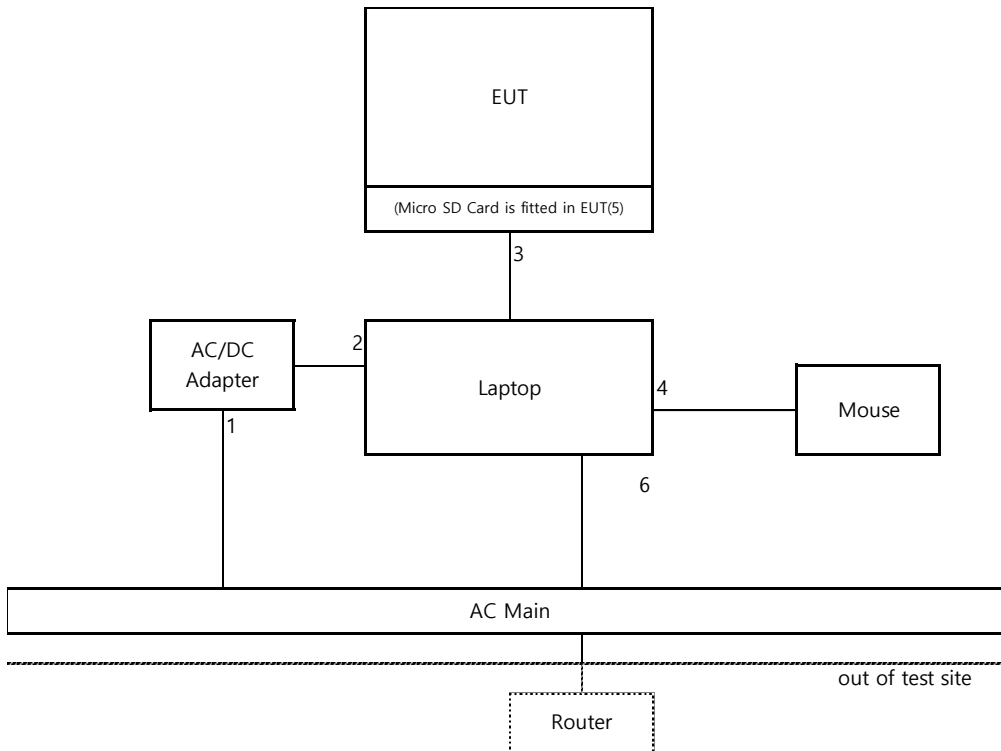 EUT
(Micro SD Card is fitted in EUT(5)
3
AC/DC
Adapter
2
Laptop
4
Mouse
1
6
AC Main
out of test site
Router